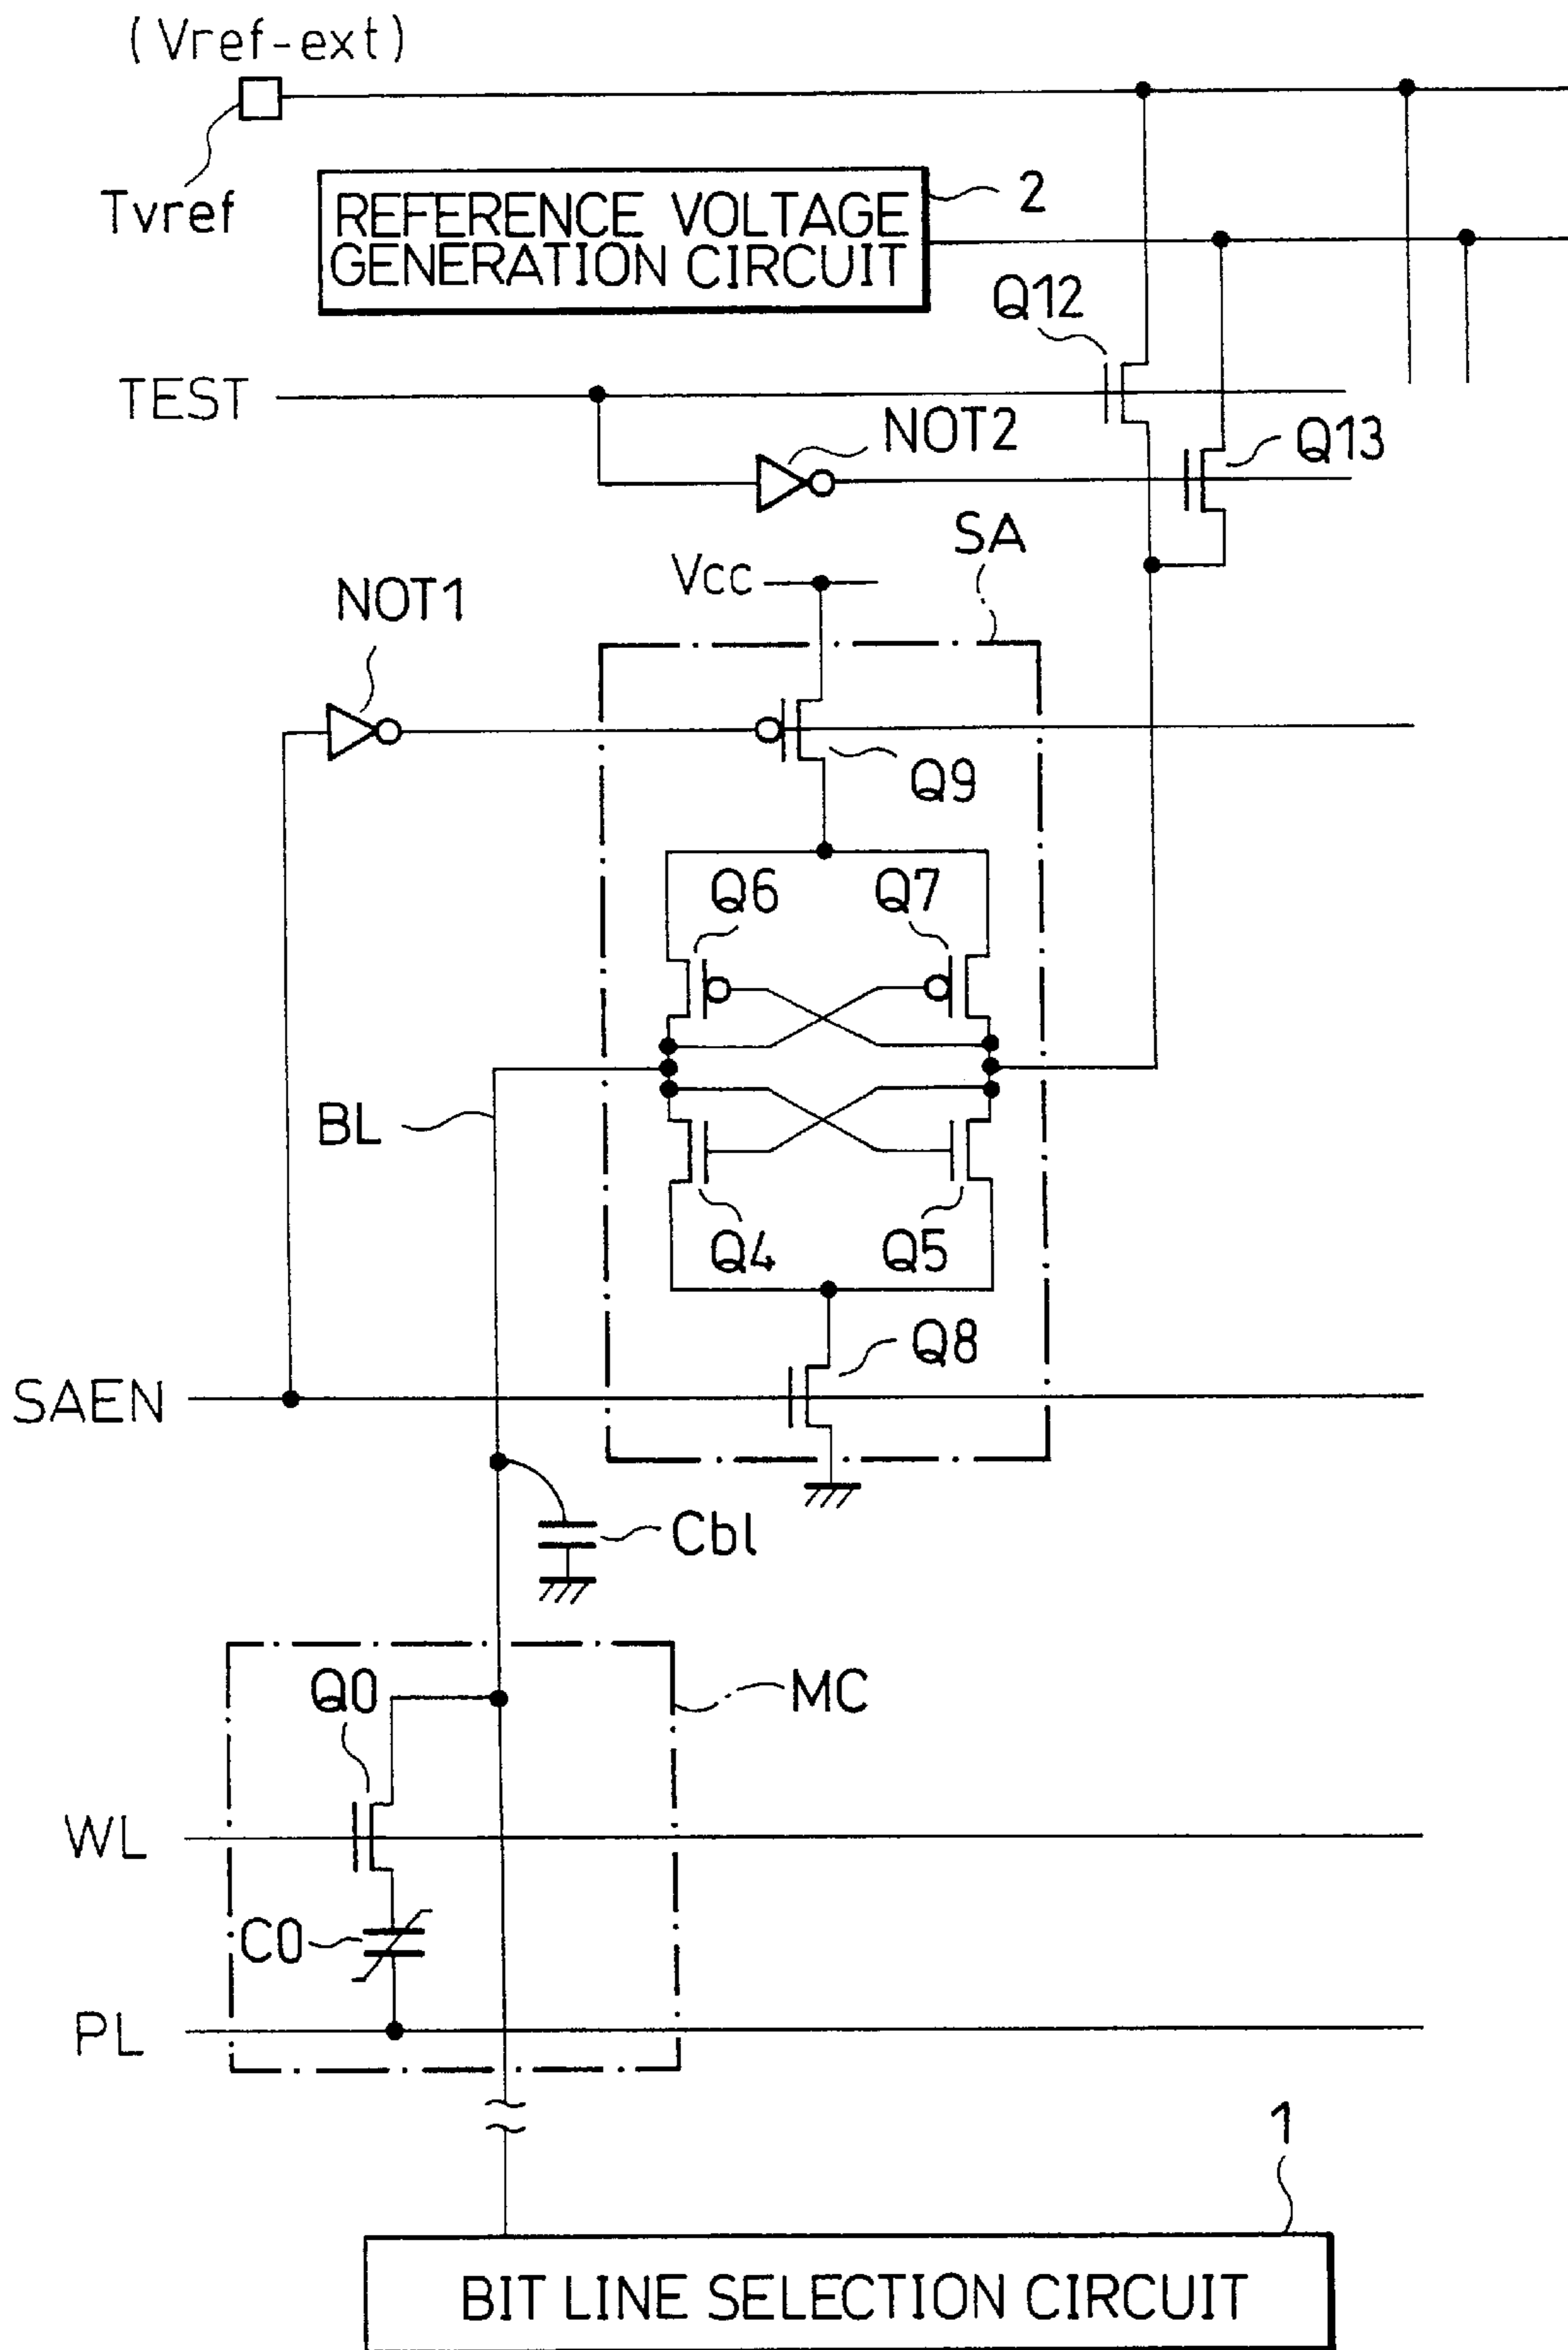 (Vref-ext)
Tvref
REFERENCE VOLTAGE
GENERATION CIRCUIT
2
Q12
TEST
NOT2
Q13
SA
Vcc
NOT1
Q9
Q6
Q7
BL
Q4
Q5
Q8
SAEN
Cbl
Q0
MC
WL
C0
PL
1
BIT LINE SELECTION CIRCUIT